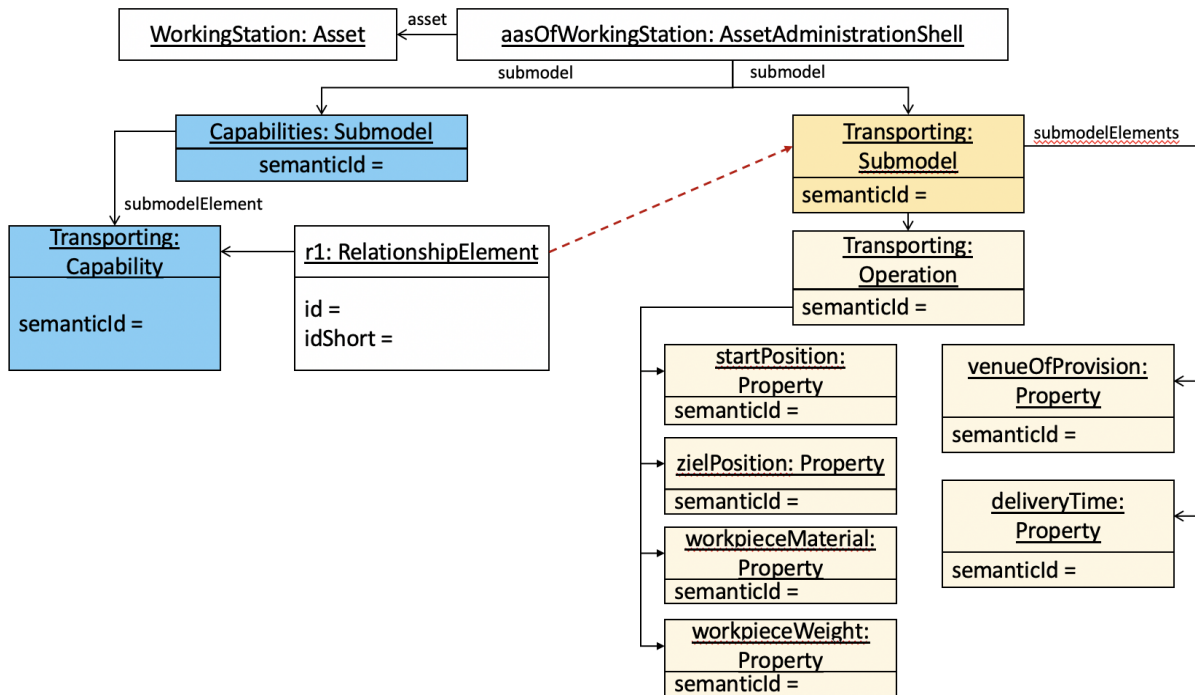 WorkingStation: Asset
asset
aasOfWorkingStation: AssetAdministrationShell
submodel
submodel
Capabilities: Submodel
semanticId =
Transporting:
Submodel
semanticId =
submodelElements
submodelElement
Transporting:
Capability
semanticId =
r1: RelationshipElement
id =
idShort =
Transporting:
Operation
semanticId =
startPosition:
Property
semanticId =
zielPosition: Property
semanticId =
workpieceMaterial:
Property
semanticId =
workpieceWeight:
Property
semanticId =
venueOfProvision:
Property
semanticId =
deliveryTime:
Property
semanticId =